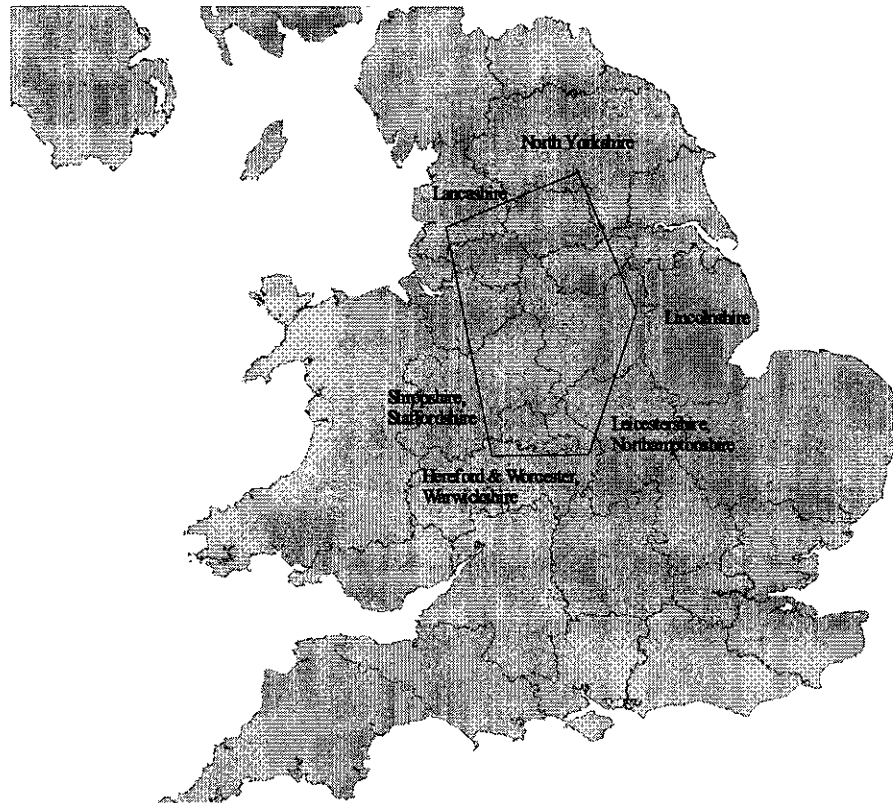 North Yorkshire
Lancashire
Lincolnshire
Shropshire,
Staffordshire
Leicestershire,
Northamptonshire
Hereford & Worcester,
Warwickshire